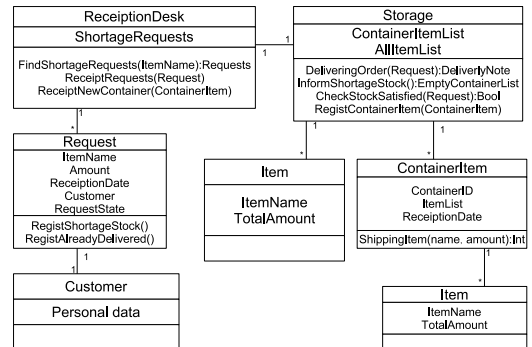 ReceiptionDesk
ShortageRequests
FindShortageRequests(ItemName):Requests
ReceiptRequests(Request)
ReceiptNewContainer(ContainerItem)
1
1
Storage
ContainerItemList
AllItemList
DeliveringOrder(Request):DeliverlyNote
InformShortageStock():EmptyContainerList
CheckStockSatisfied(Request):Bool
RegistContainerItem(ContainerItem)
1
*
Request
ItemName
Amount
ReceiptionDate
Customer
RequestState
RegistShortageStock()
RegistAlreadyDelivered()
1
1
Customer
Personal data
1
*
Item
ItemName
TotalAmount
1
*
ContainerItem
ContainerID
ItemList
ReceiptionDate
ShippingItem(name. amount):Int
1
*
Item
ItemName
TotalAmount